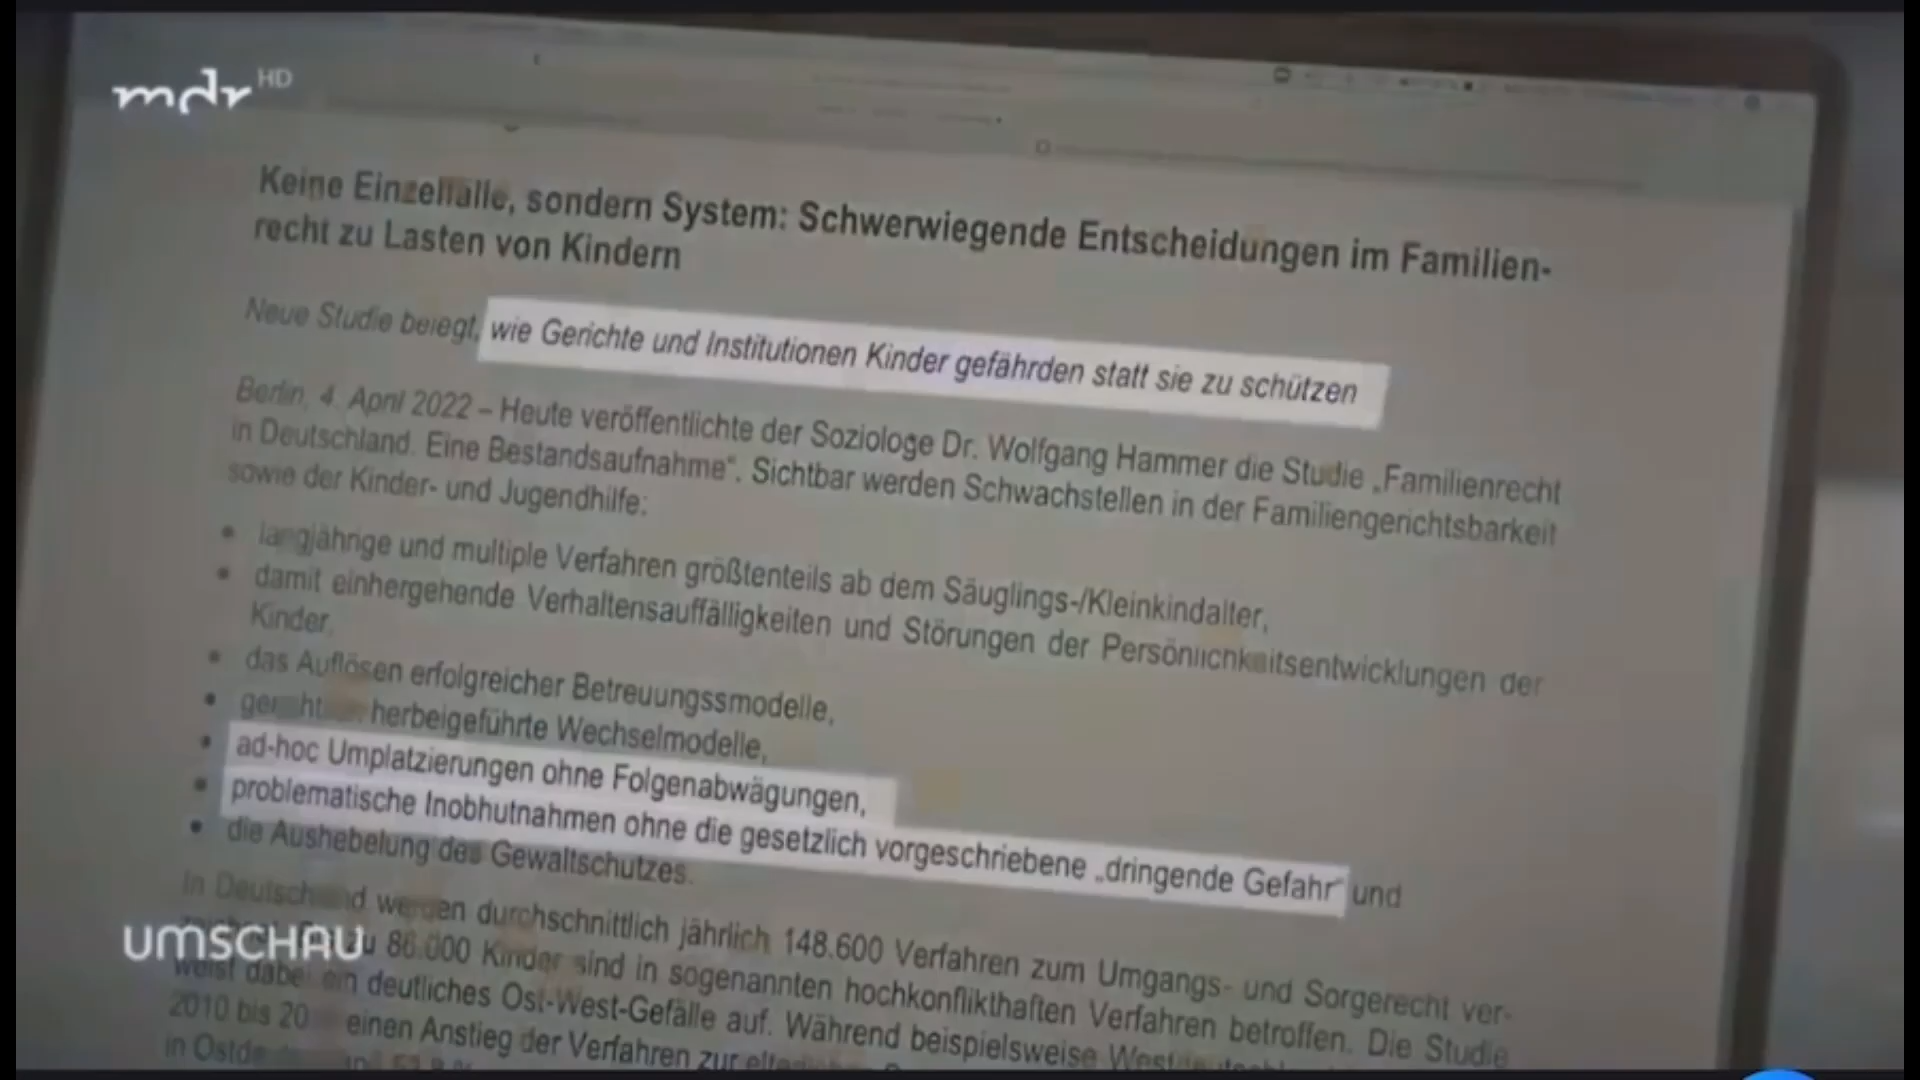 mdr HD
Keine Einzelfälle, sondern System: Schwerwiegende Entscheidungen im Familien-
recht zu Lasten von Kindern
Neue Studie belegt, wie Gerichte und Institutionen Kinder gefährden statt sie zu schützen
Berlin, 4. April 2022 – Heute veröffentlichte der Soziologe Dr. Wolfgang Hammer die Studie „Familienrecht
in Deutschland. Eine Bestandsaufnahme“. Sichtbar werden Schwachstellen in der Familiengerichtsbarkeit
sowie der Kinder- und Jugendhilfe:
• langjährige und multiple Verfahren größtenteils ab dem Säuglings-/Kleinkindalter,
• damit einhergehende Verhaltensauffälligkeiten und Störungen der Persönlichkeitsentwicklungen der
Kinder,
• das Auflösen erfolgreicher Betreuungssmodelle,
• herbeigeführte Wechselmodelle,
• ad-hoc Umplatzierungen ohne Folgenabwägungen,
• problematische Inobhutnahmen ohne die gesetzlich vorgeschriebene „dringende Gefahr“ und
• die Aushebelung des Gewaltschutzes.
In Deutschland werden durchschnittlich jährlich 148.600 Verfahren zum Umgangs- und Sorgerecht ver-
zu 86.000 Kinder sind in sogenannten hochkonflikthaften Verfahren betroffen. Die Studie
weist dabei ein deutliches Ost-West-Gefälle auf. Während beispielsweise
2010 bis einen Anstieg der Verfahren zur
in
UMSCHAU